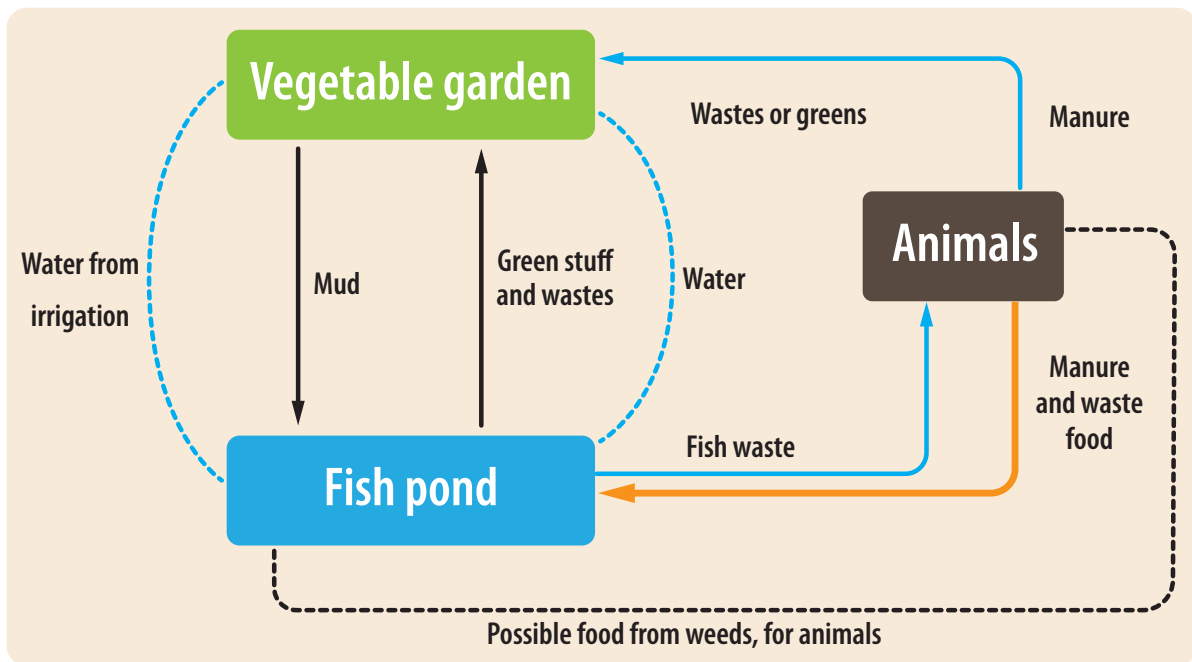 Vegetable garden
Wastes or greens
Manure
Animals
Water from
irrigation
Mud
Green stuff
and wastes
Water
Manure
and waste
food
Fish waste
Fish pond
Possible food from weeds, for animals